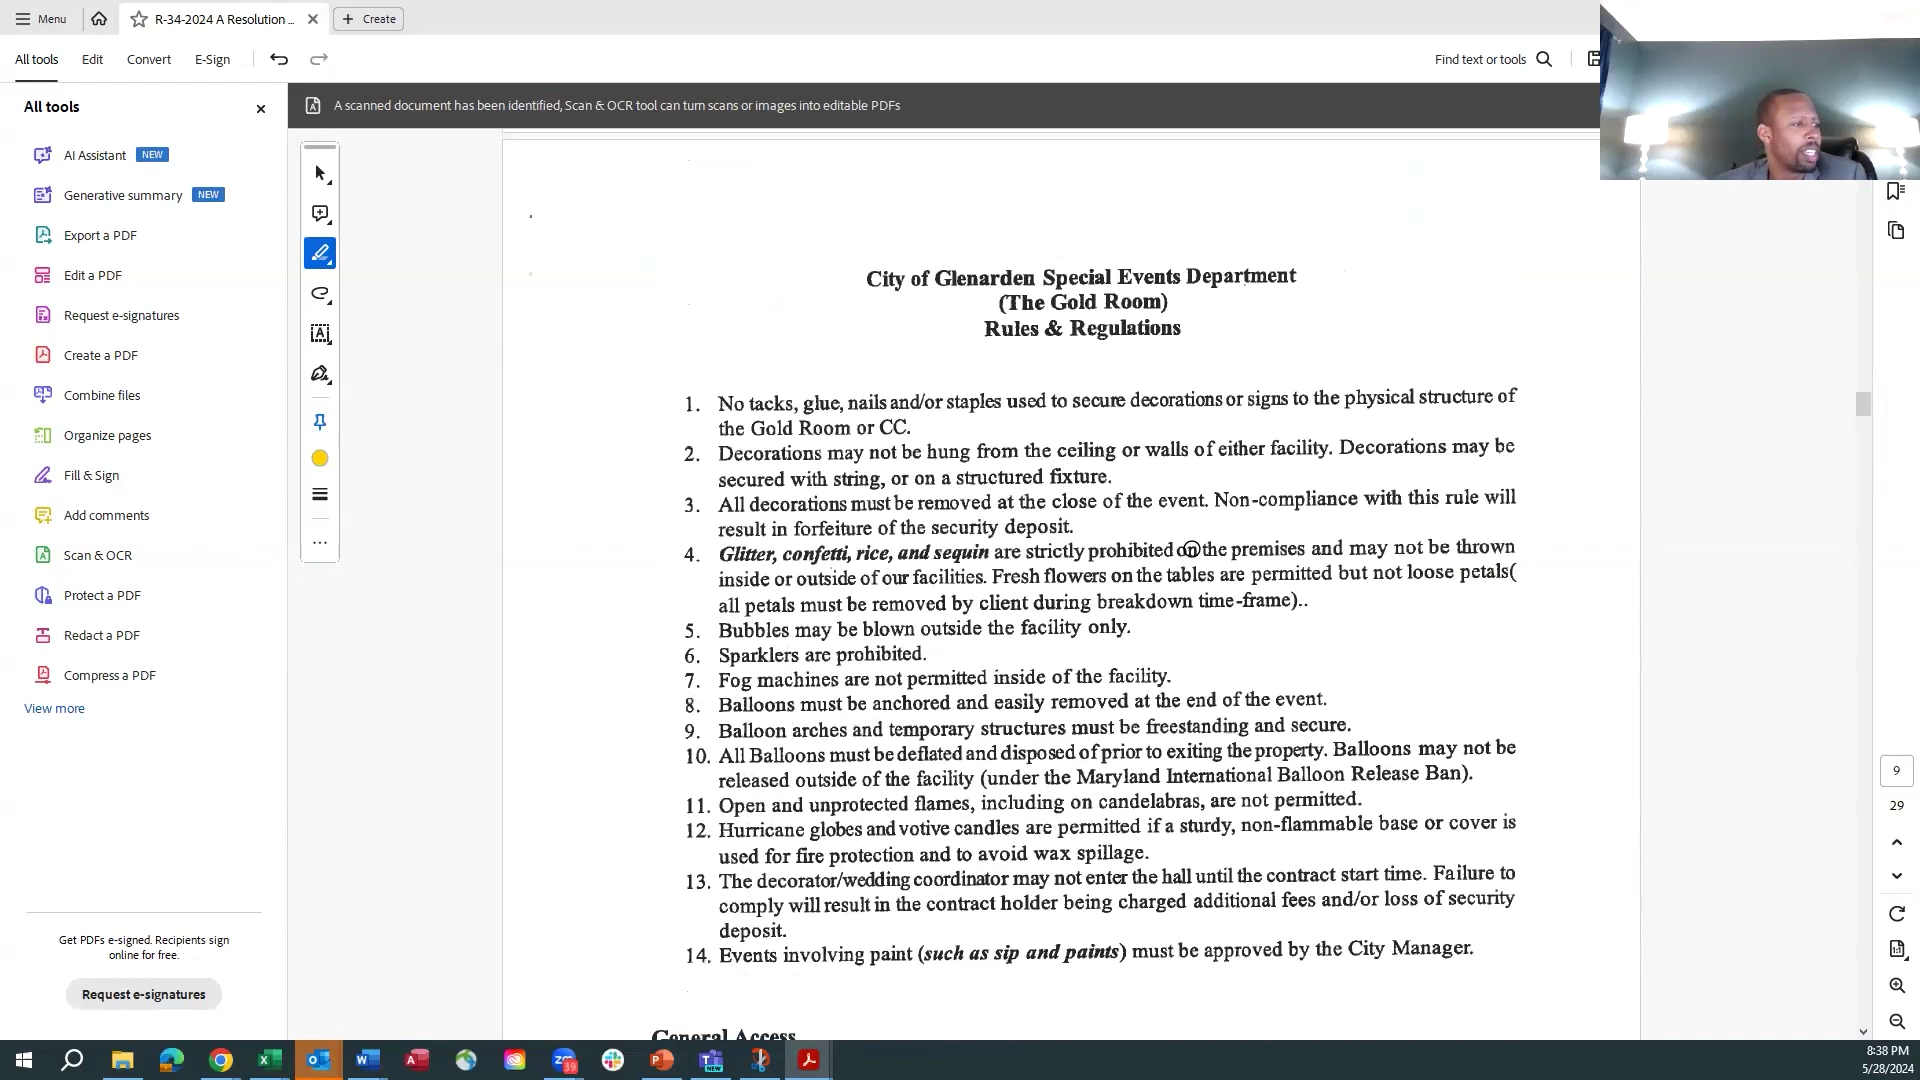 Menu
R-34-2024 A Resolution ...
Create
All tools
Edit
Convert
E-Sign
Find text or tools
All tools
A scanned document has been identified, Scan & OCR tool can turn scans or images into editable PDFs
AI Assistant NEW
Generative summary NEW
Export a PDF
Edit a PDF
Request e-signatures
Create a PDF
Combine files
Organize pages
Fill & Sign
Add comments
Scan & OCR
Protect a PDF
Redact a PDF
Compress a PDF
View more
Get PDFs e-signed. Recipients sign
online for free.
Request e-signatures
City of Glenarden Special Events Department
(The Gold Room)
Rules & Regulations
1. No tacks, glue, nails and/or staples used to secure decorations or signs to the physical structure of
the Gold Room or CC.
2. Decorations may not be hung from the ceiling or walls of either facility. Decorations may be
secured with string, or on a structured fixture.
3. All decorations must be removed at the close of the event. Non-compliance with this rule will
result in forfeiture of the security deposit.
4. Glitter, confetti, rice, and sequin are strictly prohibited on the premises and may not be thrown
inside or outside of our facilities. Fresh flowers on the tables are permitted but not loose petals(
all petals must be removed by client during breakdown time-frame)..
5. Bubbles may be blown outside the facility only.
6. Sparklers are prohibited.
7. Fog machines are not permitted inside of the facility.
8. Balloons must be anchored and easily removed at the end of the event.
9. Balloon arches and temporary structures must be freestanding and secure.
10. All Balloons must be deflated and disposed of prior to exiting the property. Balloons may not be
released outside of the facility (under the Maryland International Balloon Release Ban).
11. Open and unprotected flames, including on candelabras, are not permitted.
12. Hurricane globes and votive candles are permitted if a sturdy, non-flammable base or cover is
used for fire protection and to avoid wax spillage.
13. The decorator/wedding coordinator may not enter the hall until the contract start time. Failure to
comply will result in the contract holder being charged additional fees and/or loss of security
deposit.
14. Events involving paint (such as sip and paints) must be approved by the City Manager.
General Access
9
29
8:38 PM
5/28/2024